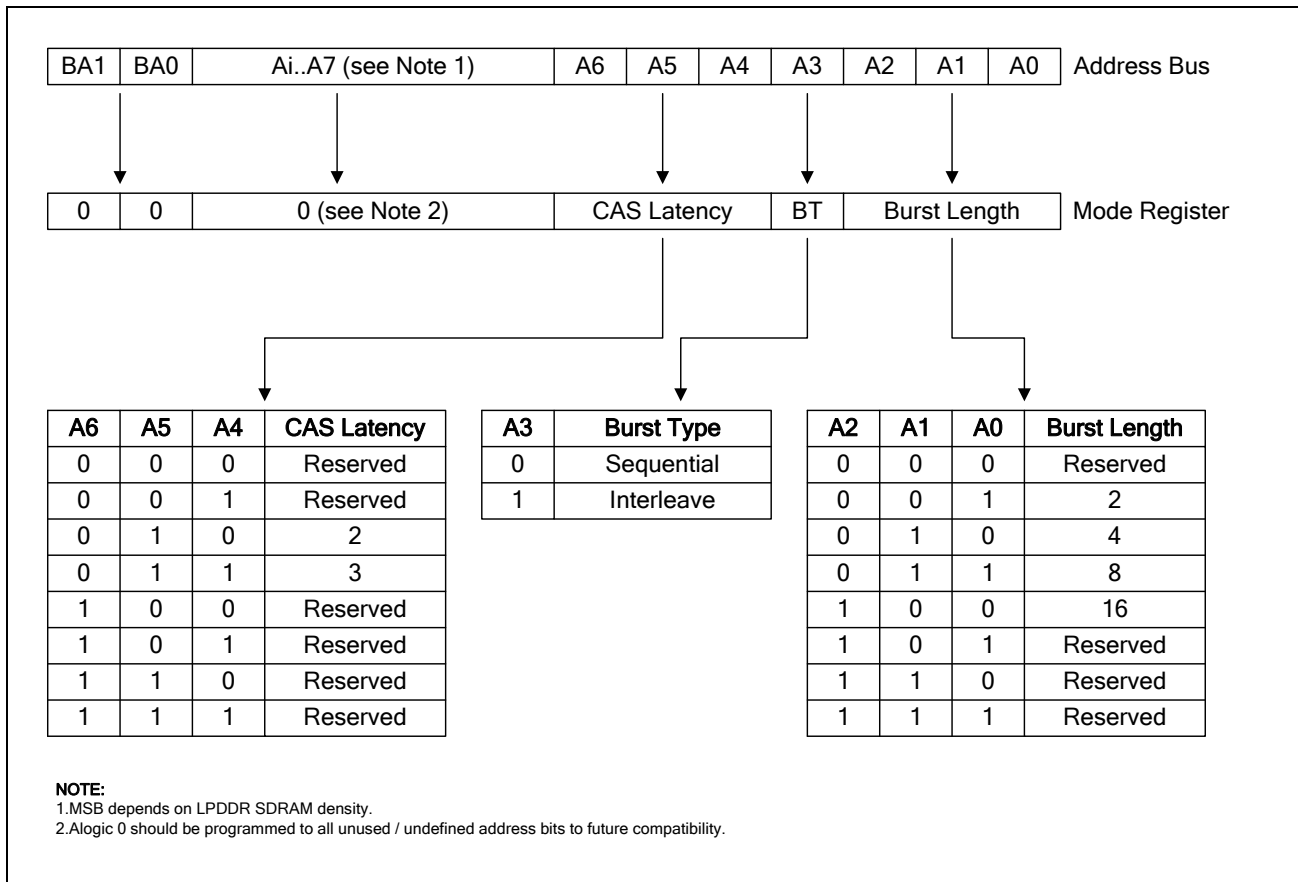 BA1 BA0 Ai..A7 (see Note 1) A6 A5 A4 A3 A2 A1 A0 Address Bus
0 0 0 (see Note 2) CAS Latency BT Burst Length Mode Register
A6 A5 A4 CAS Latency
0 0 0 Reserved
0 0 1 Reserved
0 1 0 2
0 1 1 3
1 0 0 Reserved
1 0 1 Reserved
1 1 0 Reserved
1 1 1 Reserved
A3 Burst Type
0 Sequential
1 Interleave
A2 A1 A0 Burst Length
0 0 0 Reserved
0 0 1 2
0 1 0 4
0 1 1 8
1 0 0 16
1 0 1 Reserved
1 1 0 Reserved
1 1 1 Reserved
NOTE:
1.MSB depends on LPDDR SDRAM density.
2.Alogic 0 should be programmed to all unused / undefined address bits to future compatibility.